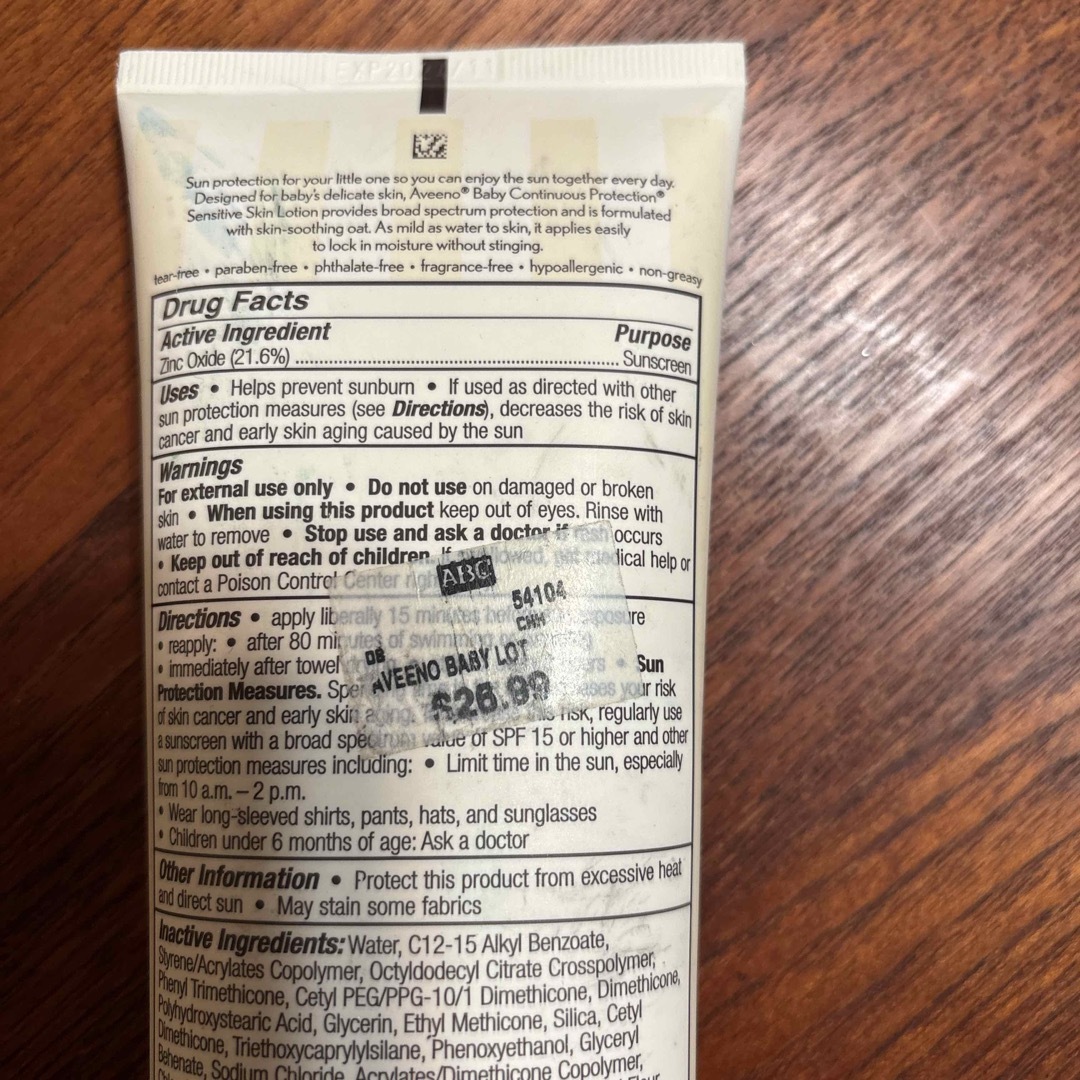 Sun protection for your little one so you can enjoy the sun together every day.
Designed for baby's delicate skin, Aveeno® Baby Continuous Protection®
Sensitive Skin Lotion provides broad spectrum protection and is formulated
with skin-soothing oat. As mild as water to skin, it applies easily
to lock in moisture without stinging.
tear-free • paraben-free • phthalate-free • fragrance-free • hypoallergenic • non-greasy
Drug Facts
Active Ingredient Purpose
Zinc Oxide (21.6%) ........ Sunscreen
Uses • Helps prevent sunburn • If used as directed with other
sun protection measures (see Directions), decreases the risk of skin
cancer and early skin aging caused by the sun
Warnings
For external use only • Do not use on damaged or broken
skin • When using this product keep out of eyes. Rinse with
water to remove • Stop use and ask a doctor if rash occurs
• Keep out of reach of children. If medical help or
contact a Poison Control Center
Directions • apply liberally 15 minutes
• reapply: • after 80 minutes of swimming
• immediately after towel • Sun
Protection Measures. your risk
of skin cancer and early skin aging. this risk, regularly use
a sunscreen with a broad spectrum value of SPF 15 or higher and other
sun protection measures including: • Limit time in the sun, especially
from 10 a.m. – 2 p.m.
• Wear long-sleeved shirts, pants, hats, and sunglasses
• Children under 6 months of age: Ask a doctor
Other Information • Protect this product from excessive heat
and direct sun • May stain some fabrics
Inactive Ingredients: Water, C12-15 Alkyl Benzoate,
Styrene/Acrylates Copolymer, Octyldodecyl Citrate Crosspolymer,
Phenyl Trimethicone, Cetyl PEG/PPG-10/1 Dimethicone, Dimethicone,
Polyhydroxystearic Acid, Glycerin, Ethyl Methicone, Silica, Cetyl
Dimethicone, Triethoxycaprylylsilane, Phenoxyethanol, Glyceryl
Behenate, Sodium Chloride, Acrylates/Dimethicone Copolymer,
ABC
54104
CHH
DB
AVEENO BABY LOT
$26.99